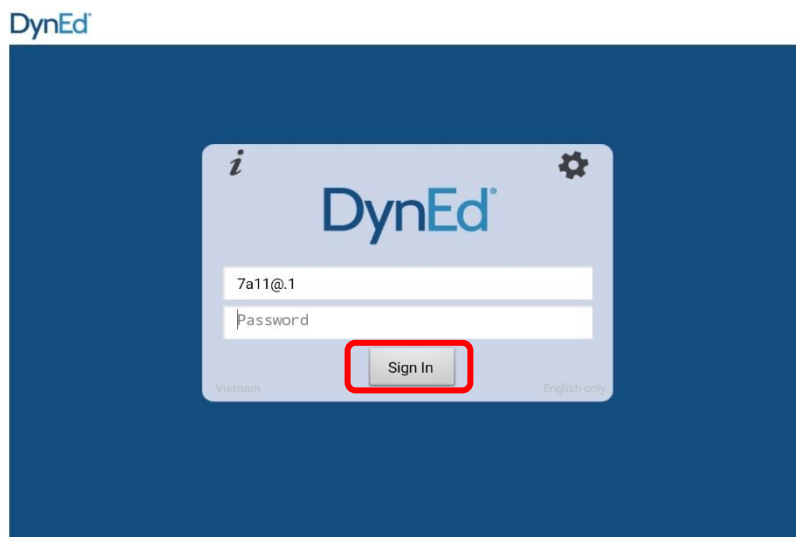 DynEd
i
DynEd
7a11@.1
Password
Sign In
Vietnam English only